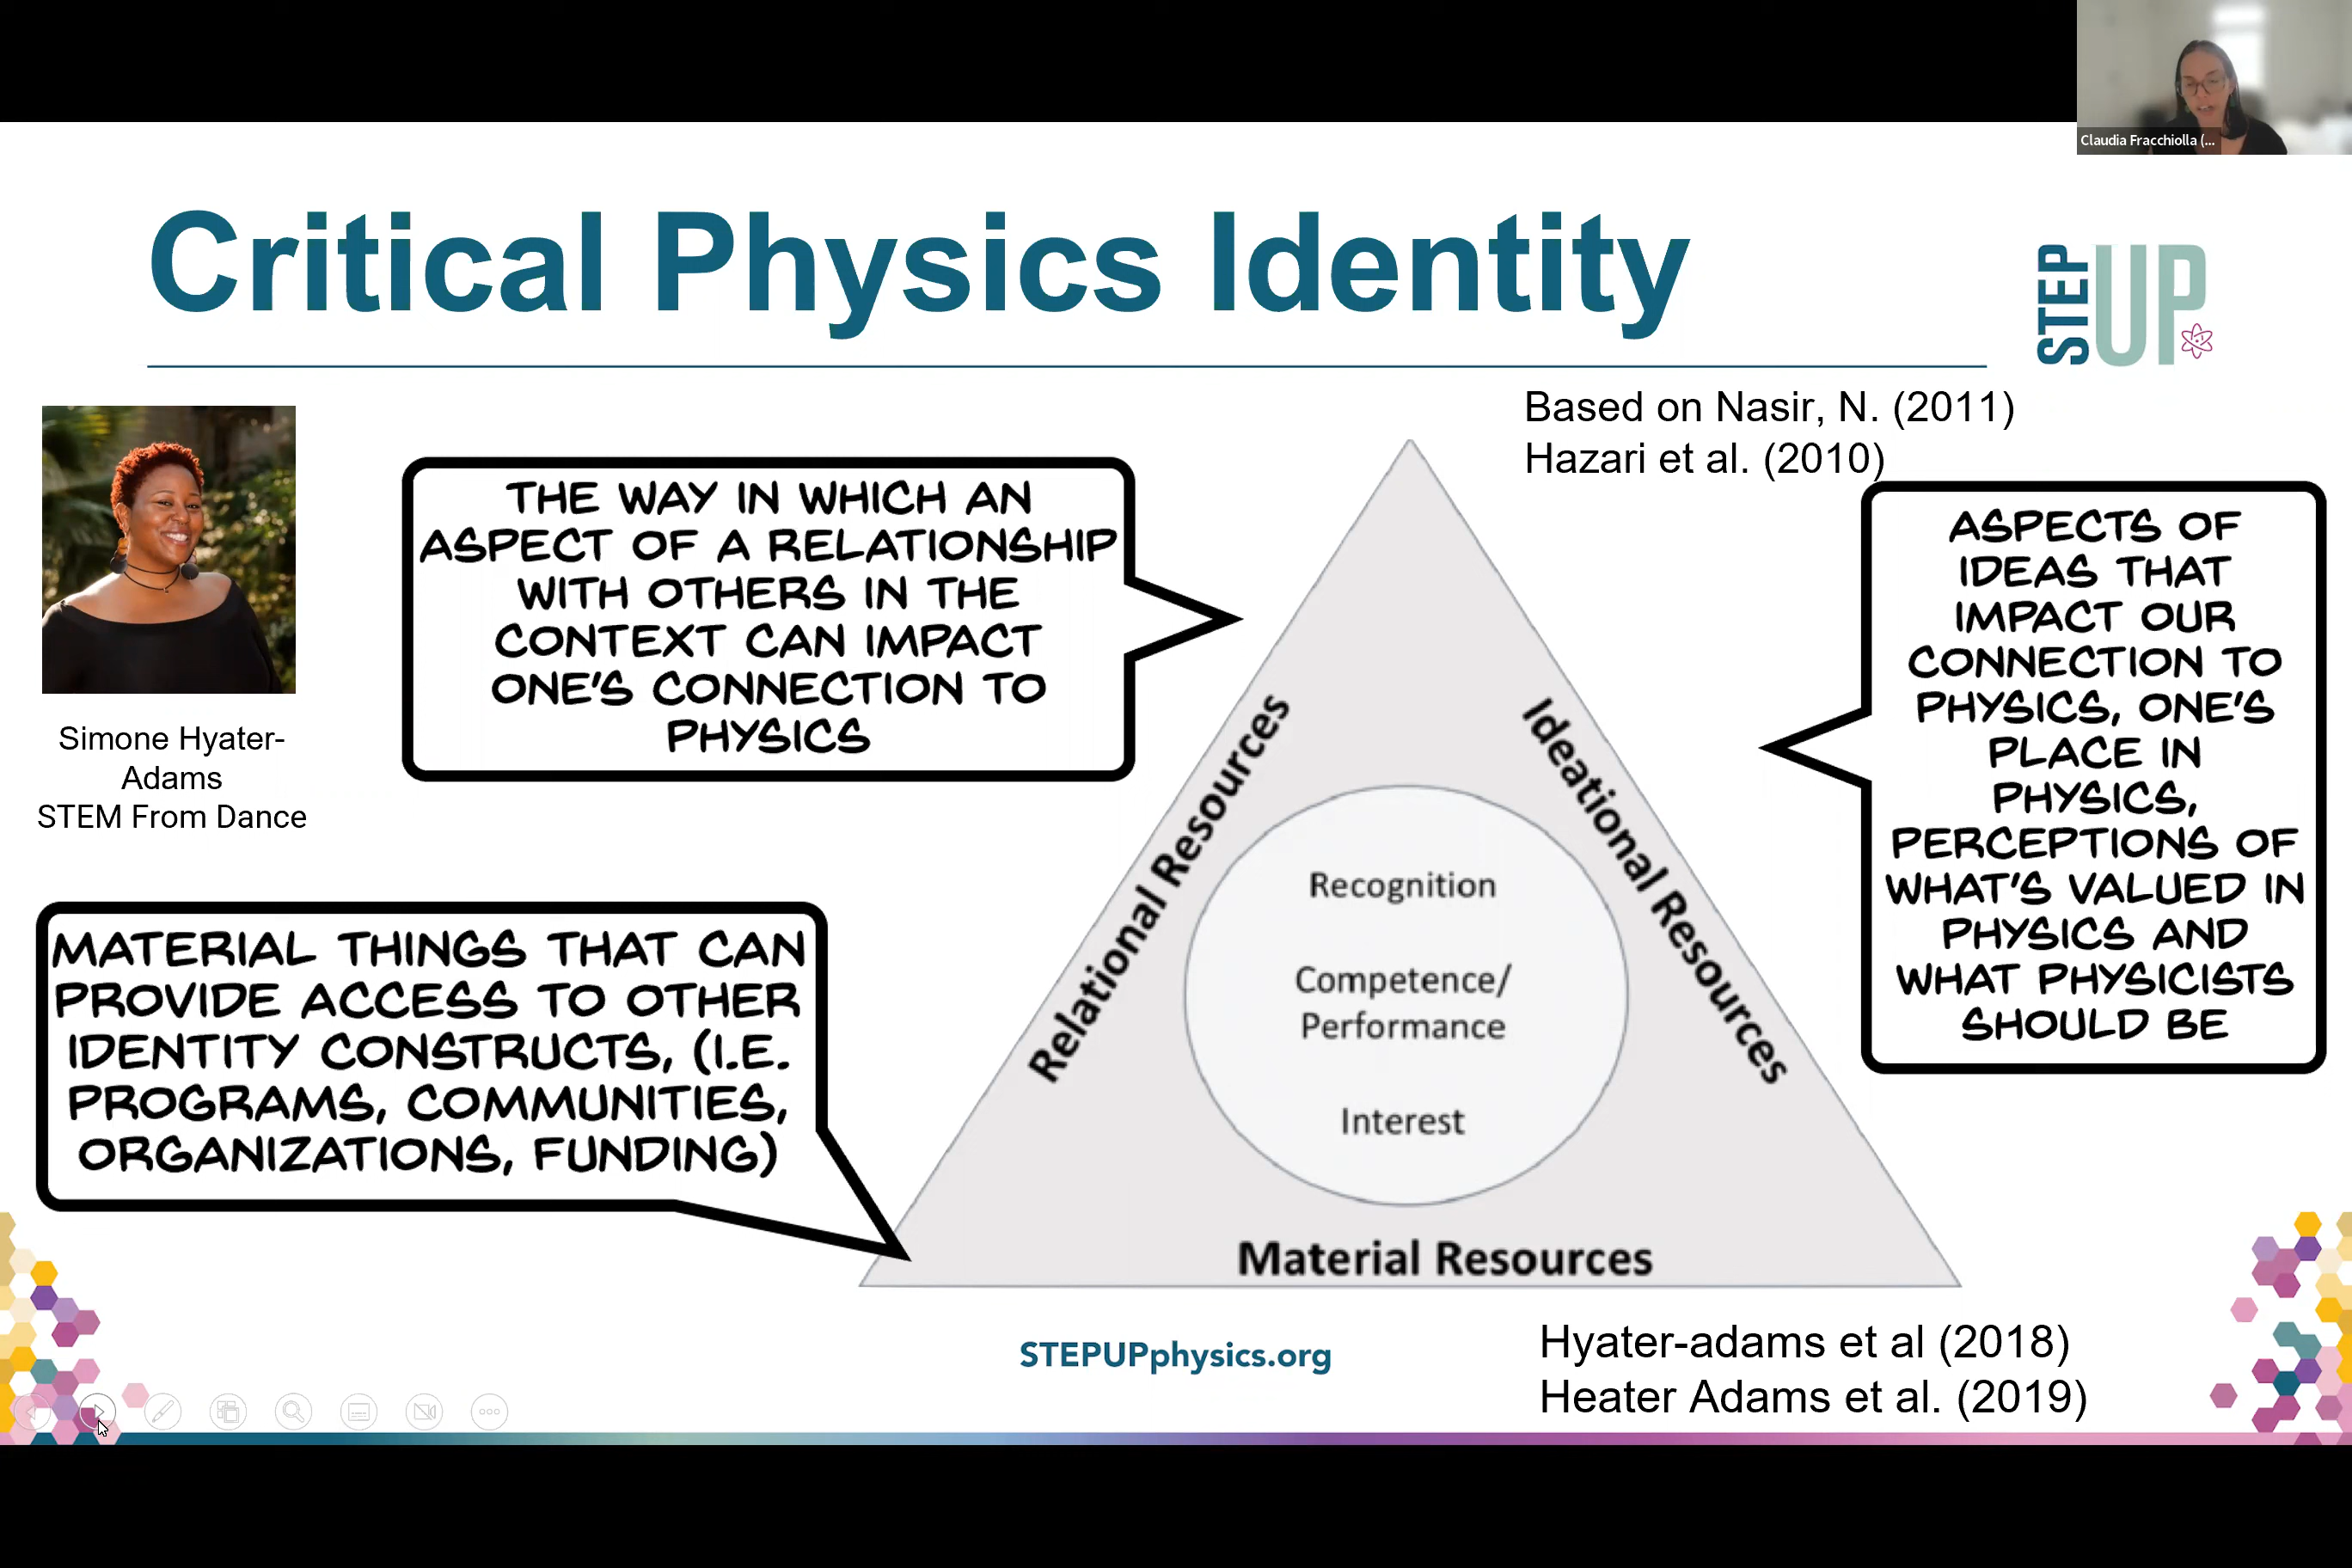 Claudia Fracchiolla (...
Critical Physics Identity
STEP UP
Based on Nasir, N. (2011)
Hazari et al. (2010)
Simone Hyater-
Adams
STEM From Dance
THE WAY IN WHICH AN
ASPECT OF A RELATIONSHIP
WITH OTHERS IN THE
CONTEXT CAN IMPACT
ONE'S CONNECTION TO
PHYSICS
ASPECTS OF
IDEAS THAT
IMPACT OUR
CONNECTION TO
PHYSICS, ONE'S
PLACE IN
PHYSICS,
PERCEPTIONS OF
WHAT'S VALUED IN
PHYSICS AND
WHAT PHYSICISTS
SHOULD BE
MATERIAL THINGS THAT CAN
PROVIDE ACCESS TO OTHER
IDENTITY CONSTRUCTS, (I.E.
PROGRAMS, COMMUNITIES,
ORGANIZATIONS, FUNDING)
Relational Resources
Ideational Resources
Recognition
Competence/
Performance
Interest
Material Resources
STEPUPphysics.org
Hyater-adams et al (2018)
Heater Adams et al. (2019)